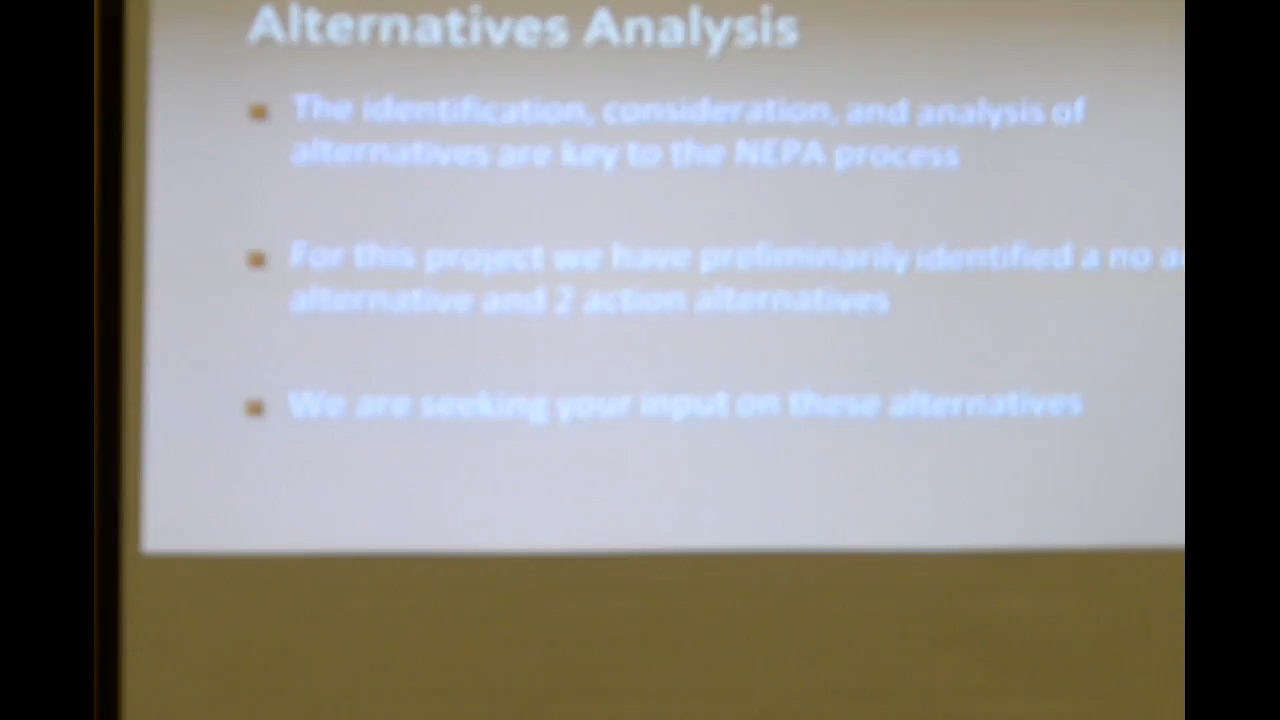 Alternatives Analysis
The identification, consideration, and analysis of
alternatives are key to the NEPA process
For this project we have preliminarily identified a no
alternative and 2 action alternatives
We are seeking your input on these alternatives